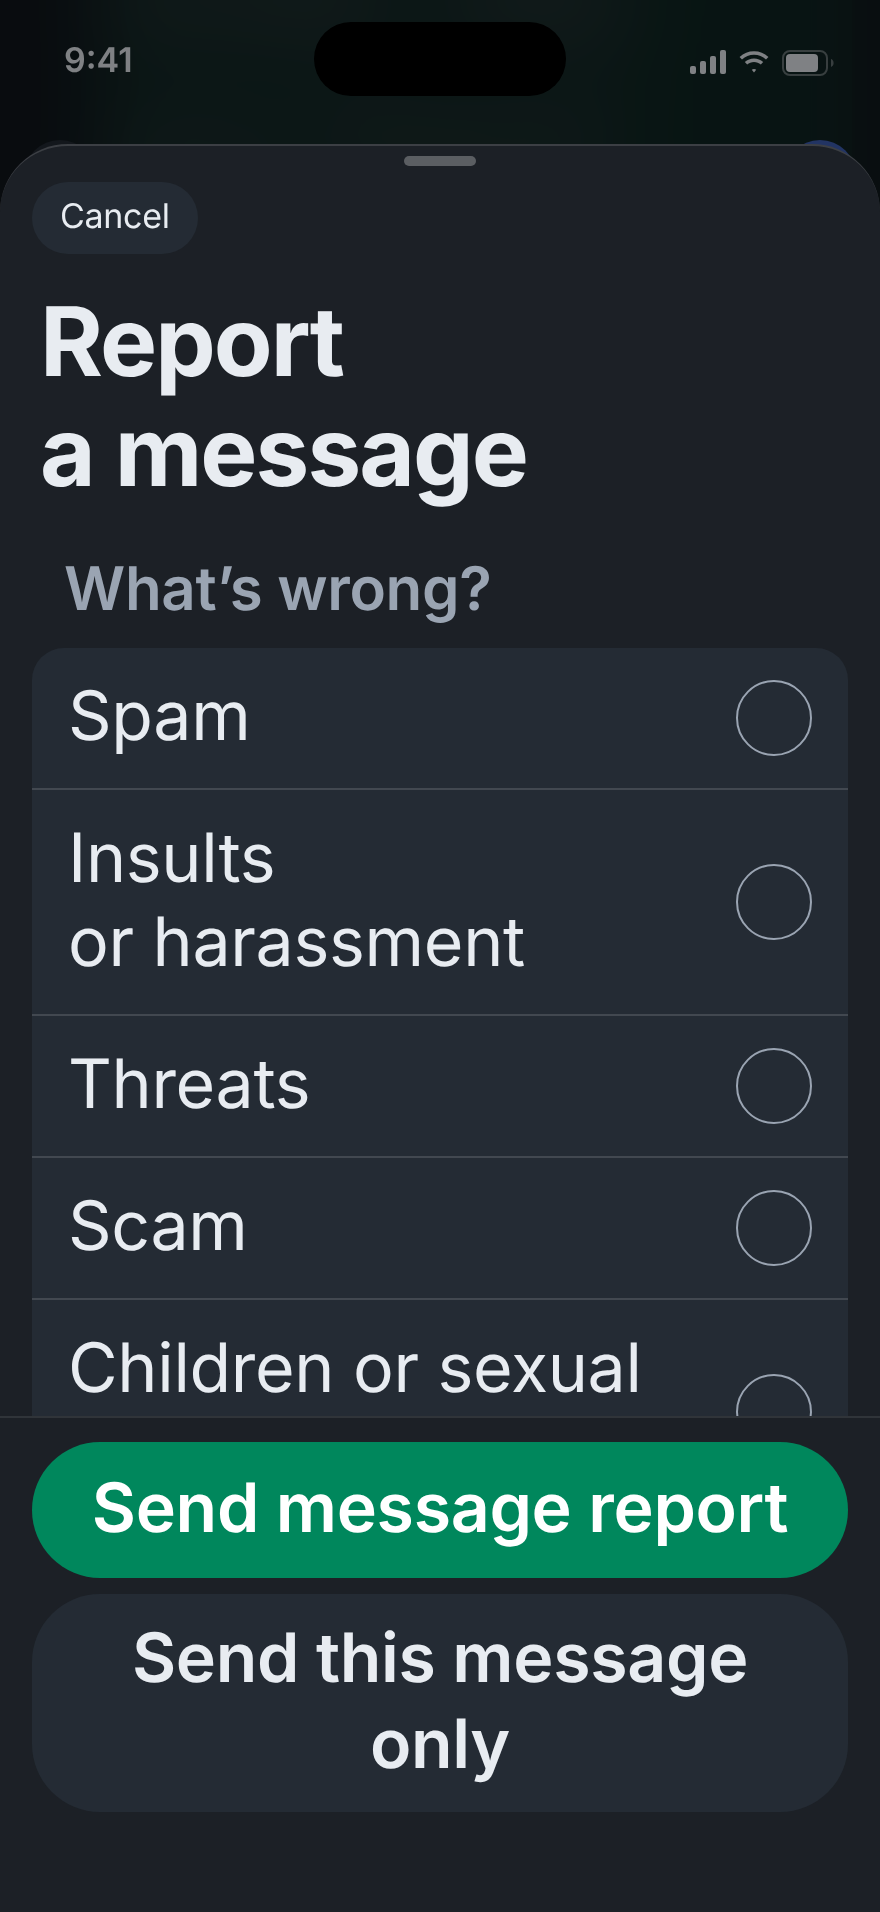 9:41
Cancel
Report
a message
What’s wrong?
Spam
Insults
or harassment
Threats
Scam
Children or sexual
Send message report
Send this message
only